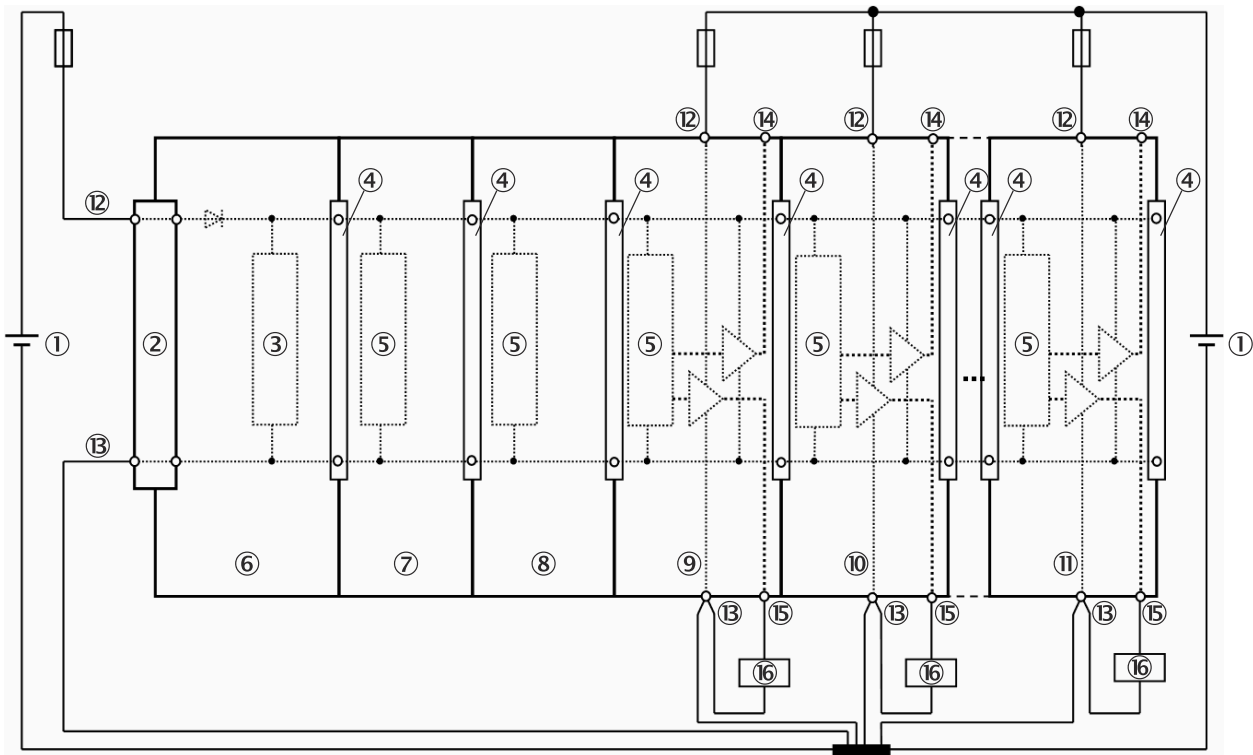 ⑫ ⑭ ⑫ ⑭ ⑫ ⑭
④ ④ ④ ④ ④ ④ ④
⑫
① ② ③ ⑤ ⑤ ⑤ ⑤ ⑤ ①
...
⑬
⑥ ⑦ ⑧ ⑨ ⑩ ⑪
⑬ ⑮ ⑬ ⑮ ⑬ ⑮
⑯ ⑯ ⑯